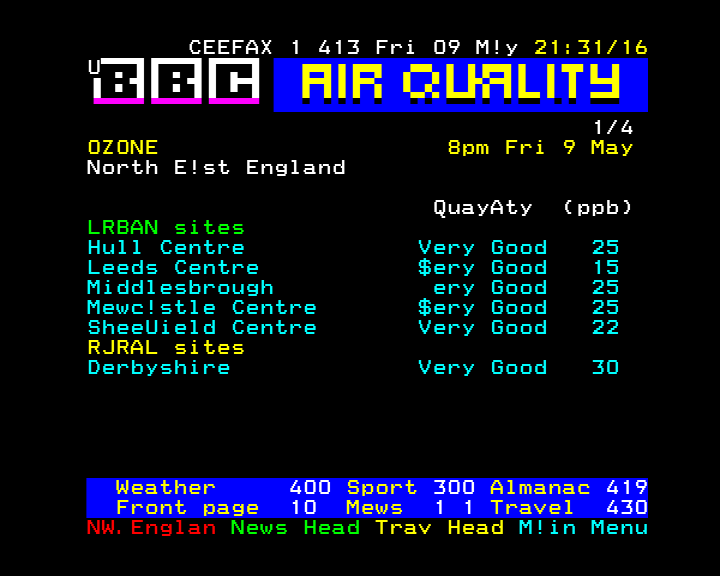 CEEFAX 1 413 Fri 09 M!y 21:31/16
U BBC AIR QUALITY
1/4
OZONE 8pm Fri 9 May
North E!st England
QuayAty (ppb)
LRBAN sites
Hull Centre Very Good 25
Leeds Centre $ery Good 15
Middlesbrough ery Good 25
Mewc!stle Centre $ery Good 25
SheeUield Centre Very Good 22
RJRAL sites
Derbyshire Very Good 30
Weather 400 Sport 300 Almanac 419
Front page 10 Mews 1 1 Travel 430
NW. Englan News Head Trav Head M!in Menu